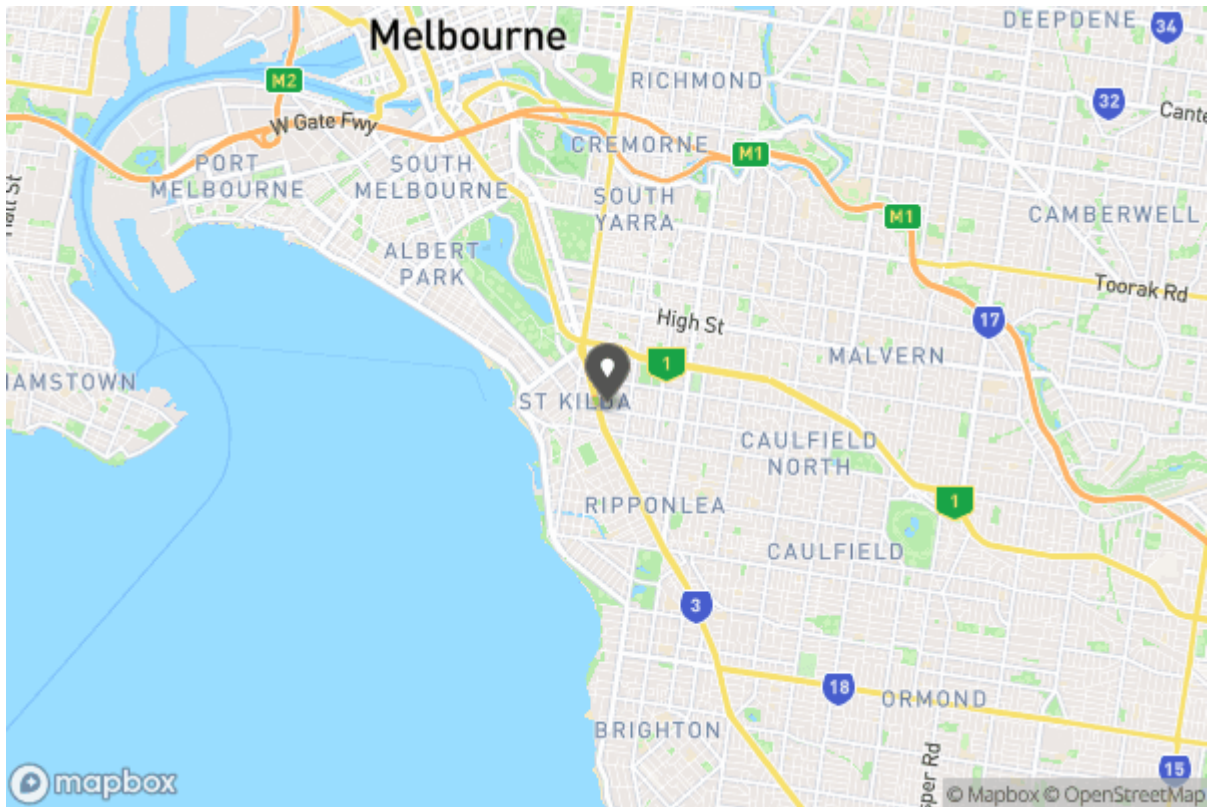 DEEPDENE
34
Melbourne
RICHMOND
M2
32
W Gate Fwy
CREMORNE
M1
PORT
MELBOURNE
SOUTH
MELBOURNE
SOUTH
YARRA
M1
CAMBERWELL
ALBERT
PARK
Toorak Rd
High St
17
MALVERN
1
ST KILDA
CAULFIELD
NORTH
RIPPONLEA
1
CAULFIELD
3
18
ORMOND
BRIGHTON
15
mapbox
© Mapbox © OpenStreetMap